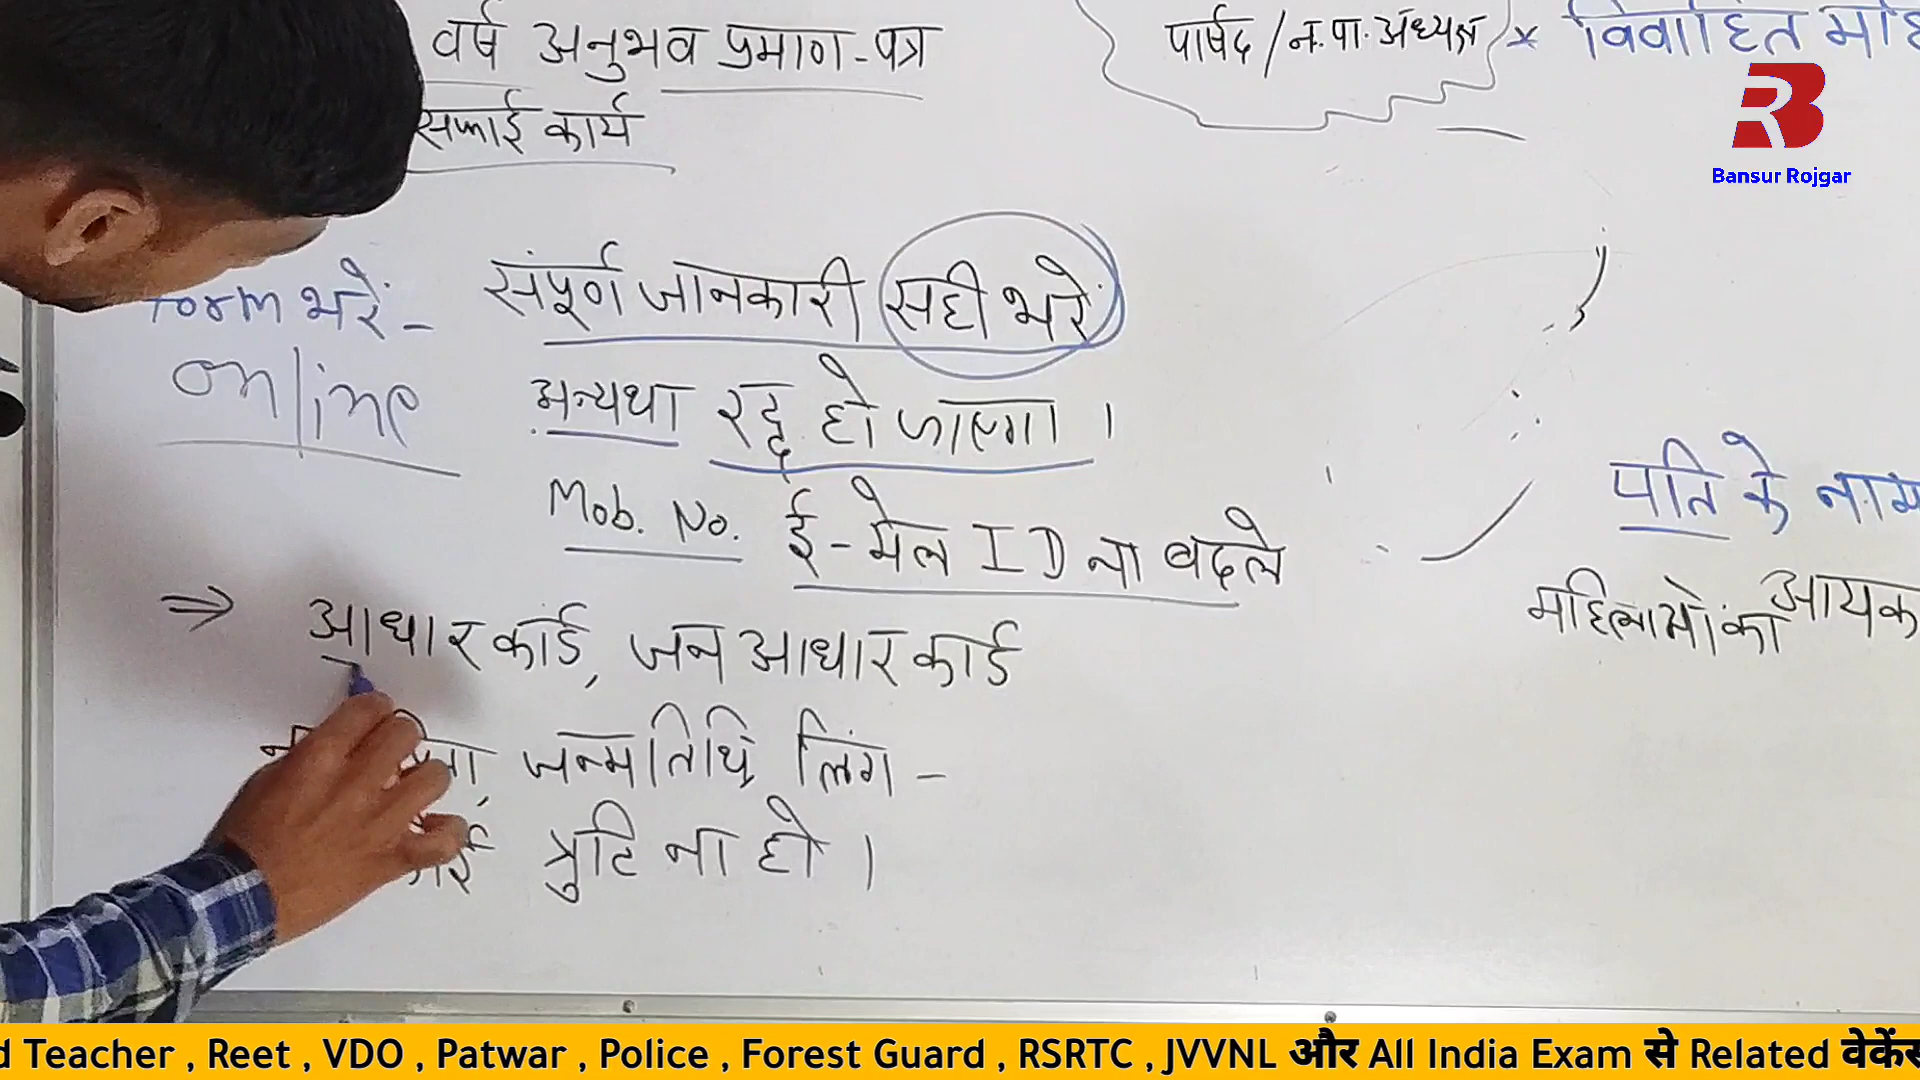 वर्ष अनुभव प्रमाण-पत्र
सफाई कार्य
पार्षद / न.पा. अध्यक्ष
× विवाहित
Bansur Rojgar
form भरें -
online
संपूर्ण जानकारी सही भरें
अन्यथा रद्द हो जाएगा ।
Mob. No. ई-मेल ID ना बदले
⇒ आधार कार्ड, जन आधार कार्ड
जन्मतिथि लिंग -
त्रुटि ना हो ।
पति के नाम
महिलाओं का आय
Teacher , Reet , VDO , Patwar , Police , Forest Guard , RSRTC , JVVNL और All India Exam से Related